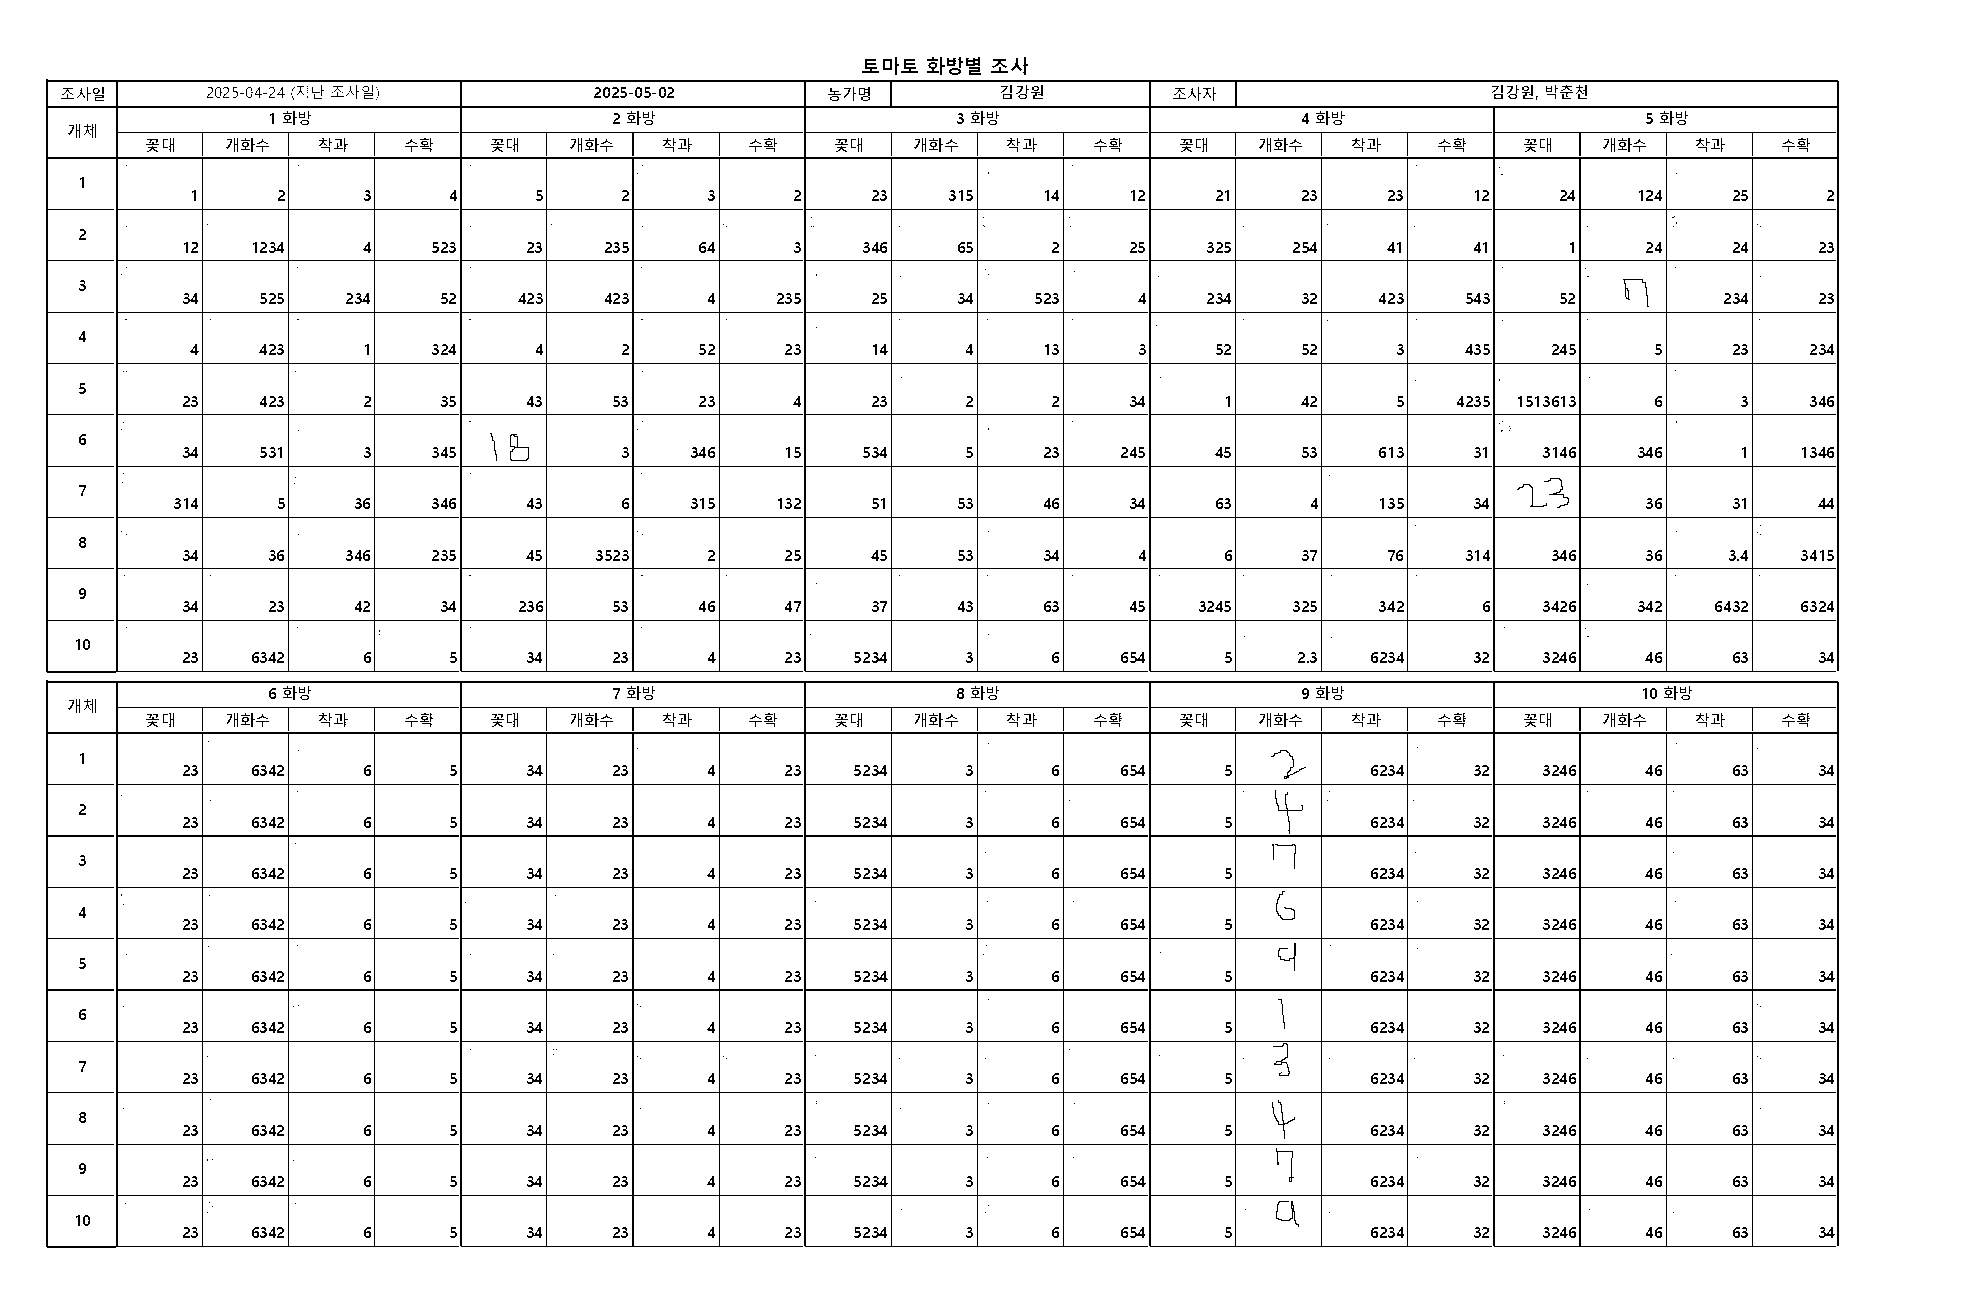 토마토 화방별 조사
조사일 2025-04-24 (지난 조사일) 2025-05-02 농가명 김강원 조사자 김강원, 박준천
개체 1 화방 2 화방 3 화방 4 화방 5 화방
꽃대 개화수 착과 수확 꽃대 개화수 착과 수확 꽃대 개화수 착과 수확 꽃대 개화수 착과 수확 꽃대 개화수 착과 수확
1 1 2 3 4 5 2 3 2 23 315 14 12 21 23 23 12 24 124 25 2
2 12 1234 4 523 23 235 64 3 346 65 2 25 325 254 41 41 1 24 24 23
3 34 525 234 52 423 423 4 235 25 34 523 4 234 32 423 543 52 7 234 23
4 4 423 1 324 4 2 52 23 14 4 13 3 52 52 3 435 245 5 23 234
5 23 423 2 35 43 53 23 4 23 2 2 34 1 42 5 4235 1513613 6 3 346
6 34 531 3 345 18 3 346 15 534 5 23 245 45 53 613 31 3146 346 1 1346
7 314 5 36 346 43 6 315 132 51 53 46 34 63 4 135 34 23 36 31 44
8 34 36 346 235 45 3523 2 25 45 53 34 4 6 37 76 314 346 36 3.4 3415
9 34 23 42 34 236 53 46 47 37 43 63 45 3245 325 342 6 3426 342 6432 6324
10 23 6342 6 5 34 23 4 23 5234 3 6 654 5 2.3 6234 32 3246 46 63 34
개체 6 화방 7 화방 8 화방 9 화방 10 화방
꽃대 개화수 착과 수확 꽃대 개화수 착과 수확 꽃대 개화수 착과 수확 꽃대 개화수 착과 수확 꽃대 개화수 착과 수확
1 23 6342 6 5 34 23 4 23 5234 3 6 654 5 2 6234 32 3246 46 63 34
2 23 6342 6 5 34 23 4 23 5234 3 6 654 5 4 6234 32 3246 46 63 34
3 23 6342 6 5 34 23 4 23 5234 3 6 654 5 7 6234 32 3246 46 63 34
4 23 6342 6 5 34 23 4 23 5234 3 6 654 5 6 6234 32 3246 46 63 34
5 23 6342 6 5 34 23 4 23 5234 3 6 654 5 9 6234 32 3246 46 63 34
6 23 6342 6 5 34 23 4 23 5234 3 6 654 5 1 6234 32 3246 46 63 34
7 23 6342 6 5 34 23 4 23 5234 3 6 654 5 3 6234 32 3246 46 63 34
8 23 6342 6 5 34 23 4 23 5234 3 6 654 5 4 6234 32 3246 46 63 34
9 23 6342 6 5 34 23 4 23 5234 3 6 654 5 7 6234 32 3246 46 63 34
10 23 6342 6 5 34 23 4 23 5234 3 6 654 5 9 6234 32 3246 46 63 34